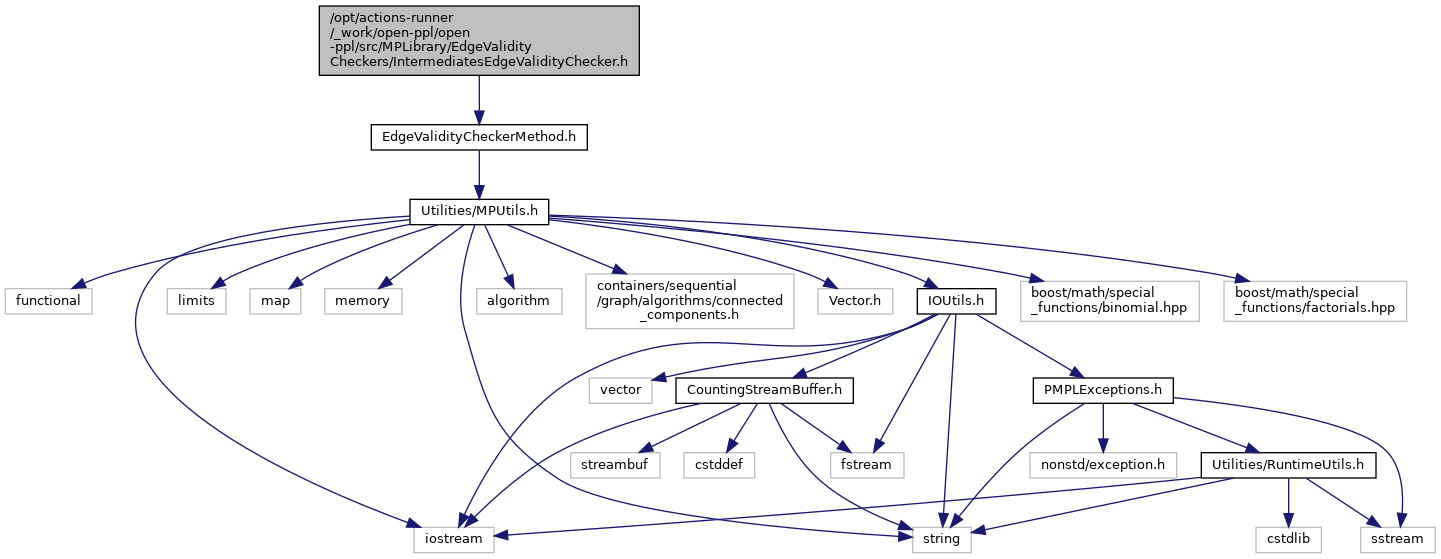 /opt/actions-runner
/_work/open-ppl/open
-ppl/src/MPLibrary/EdgeValidity
Checkers/IntermediatesEdgeValidityChecker.h
EdgeValidityCheckerMethod.h
Utilities/MPUtils.h
functional
limits
map
memory
algorithm
containers/sequential
/graph/algorithms/connected
_components.h
Vector.h
IOUtils.h
boost/math/special
_functions/binomial.hpp
boost/math/special
_functions/factorials.hpp
vector
CountingStreamBuffer.h
PMPLExceptions.h
streambuf
cstddef
fstream
nonstd/exception.h
Utilities/RuntimeUtils.h
iostream
string
cstdlib
sstream